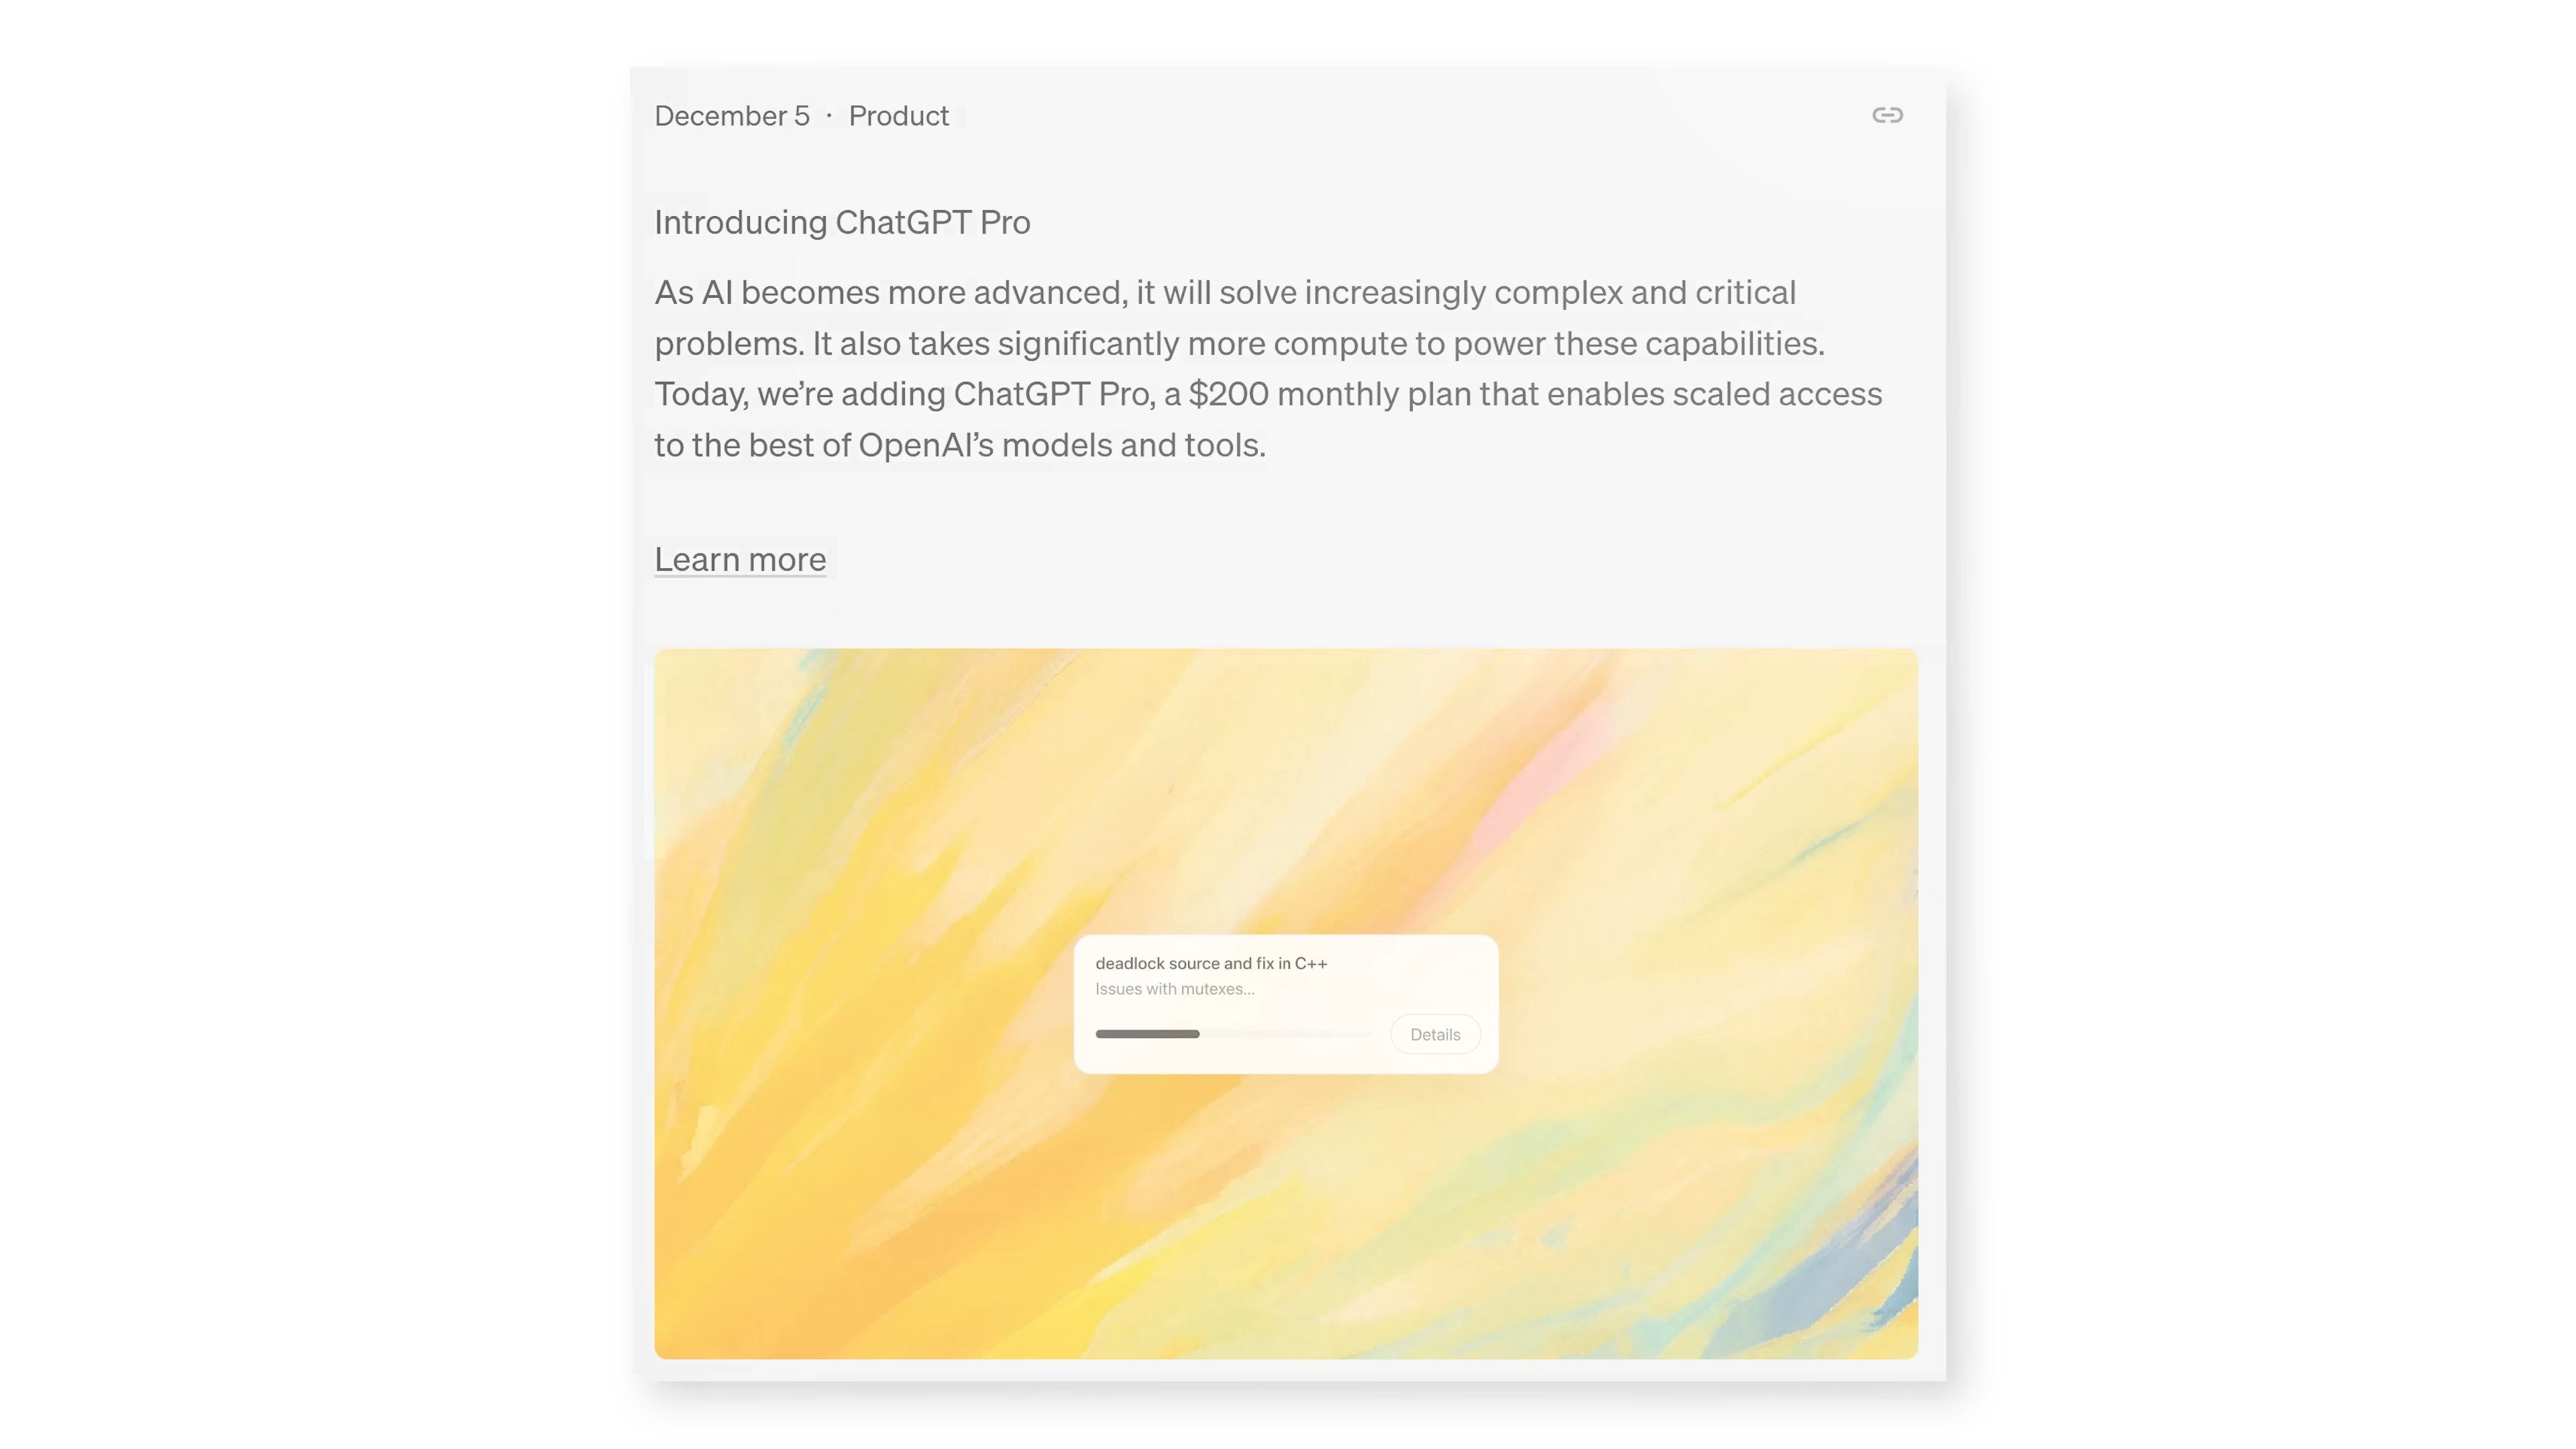 December 5 · Product
Introducing ChatGPT Pro
As AI becomes more advanced, it will solve increasingly complex and critical
problems. It also takes significantly more compute to power these capabilities.
Today, we’re adding ChatGPT Pro, a $200 monthly plan that enables scaled access
to the best of OpenAI’s models and tools.
Learn more
deadlock source and fix in C++
Issues with mutexes...
Details